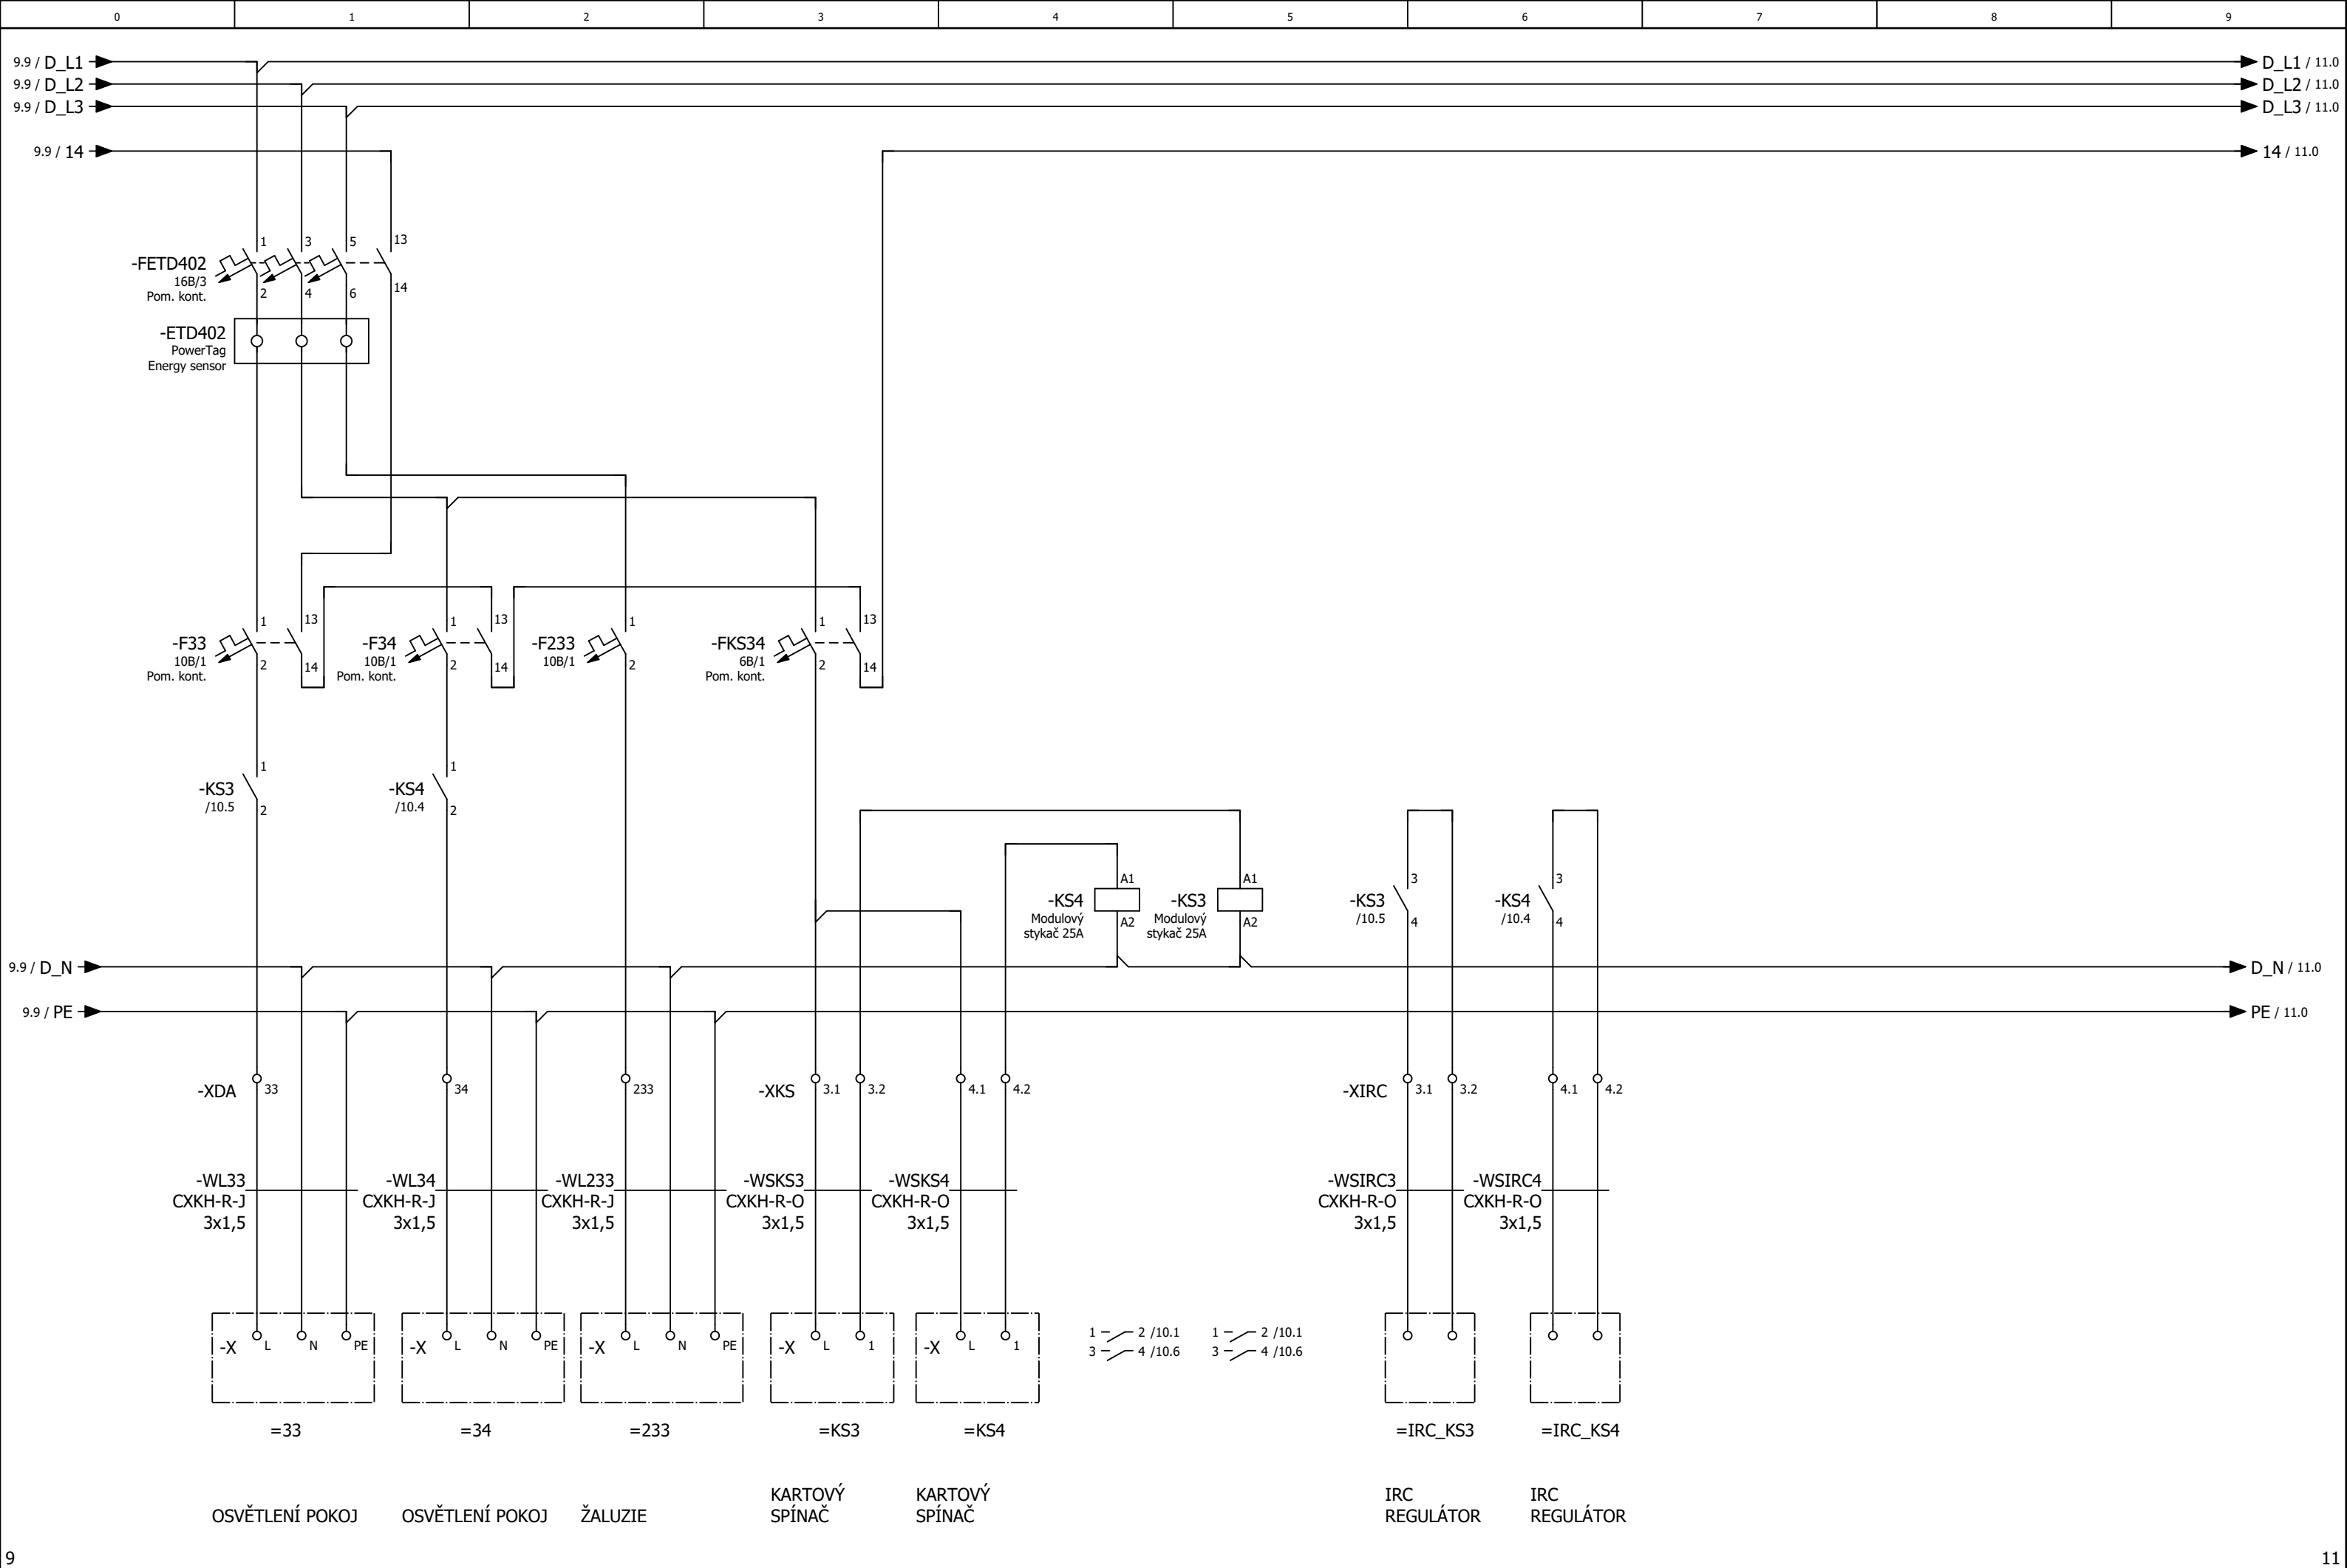 0 1 2 3 4 5 6 7 8 9
9.9 / D_L1 D_L1 / 11.0
9.9 / D_L2 D_L2 / 11.0
9.9 / D_L3 D_L3 / 11.0
9.9 / 14 14 / 11.0
1 3 5 13
-FETD402
16B/3
Pom. kont.
2 4 6 14
-ETD402
PowerTag
Energy sensor
1 13 1 13 1 1 13
-F33 -F34 -F233 -FKS34
10B/1 10B/1 10B/1 6B/1
Pom. kont. Pom. kont. Pom. kont.
2 14 2 14 2 2 14
1 1
-KS3 -KS4
/10.5 /10.4
2 2
A1 A1 3 3
-KS4 -KS3 -KS3 -KS4
Modulový Modulový /10.5 /10.4
stykač 25A stykač 25A
A2 A2 4 4
9.9 / D_N D_N / 11.0
9.9 / PE PE / 11.0
-XDA 33 34 233 -XKS 3.1 3.2 4.1 4.2 -XIRC 3.1 3.2 4.1 4.2
-WL33 -WL34 -WL233 -WSKS3 -WSKS4 -WSIRC3 -WSIRC4
CXKH-R-J CXKH-R-J CXKH-R-J CXKH-R-O CXKH-R-O CXKH-R-O CXKH-R-O
3x1,5 3x1,5 3x1,5 3x1,5 3x1,5 3x1,5 3x1,5
-X L N PE -X L N PE -X L N PE -X L 1 -X L 1
1 2 /10.1 1 2 /10.1
3 4 /10.6 3 4 /10.6
=33 =34 =233 =KS3 =KS4 =IRC_KS3 =IRC_KS4
KARTOVÝ KARTOVÝ IRC IRC
OSVĚTLENÍ POKOJ OSVĚTLENÍ POKOJ ŽALUZIE SPÍNAČ SPÍNAČ REGULÁTOR REGULÁTOR
9 11